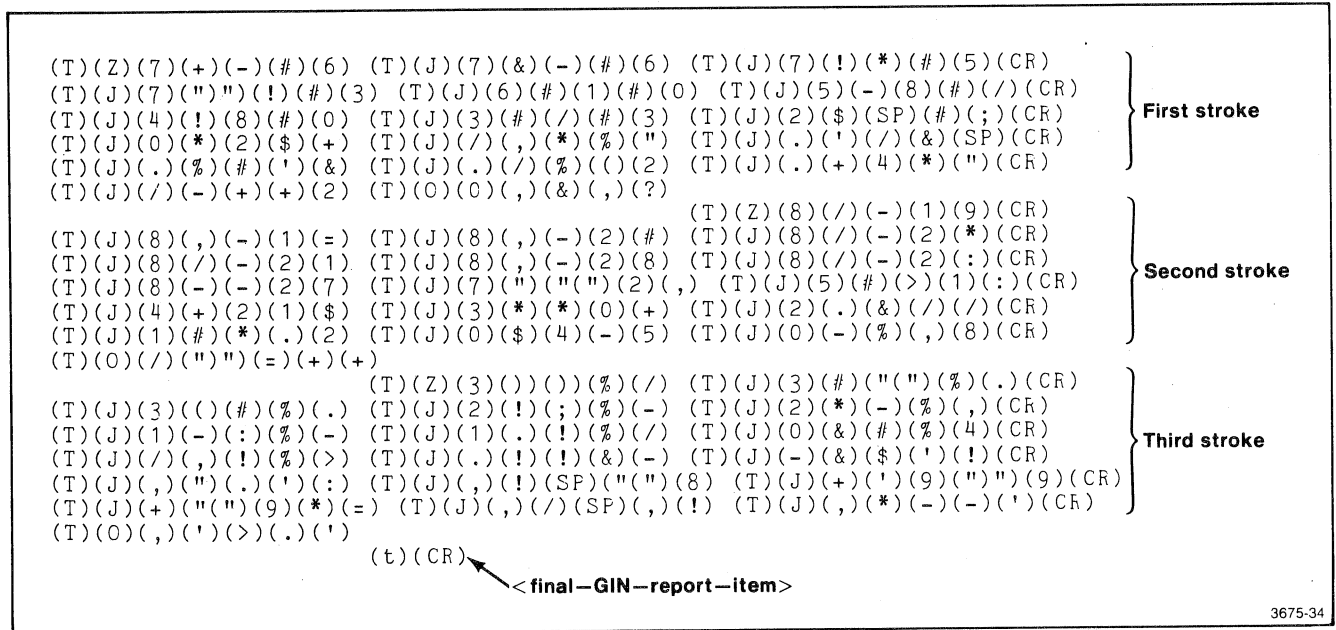 (T)(Z)(7)(+)(-)(#)(6) (T)(J)(7)(&)(-)(#)(6) (T)(J)(7)(!)(*)(#)(5)(CR)
(T)(J)(7)(")")(!)(#)(3) (T)(J)(6)(#)(1)(#)(0) (T)(J)(5)(-)(8)(#)(/)(CR)
(T)(J)(4)(!)(8)(#)(0) (T)(J)(3)(#)(/)(#)(3) (T)(J)(2)($)(SP)(#)(;)(CR)
(T)(J)(0)(*)(2)($)(+) (T)(J)(/)(,)(*)(%)(") (T)(J)(.)(')(/)(&)(SP)(CR)
(T)(J)(.)(%)(#)(')(&) (T)(J)(.)(/)(%)(()(2) (T)(J)(.)(+)(4)(*)(")(CR)
(T)(J)(/)(-)(+)(+)(2) (T)(O)(0)(,)(&)(,)(?)
First stroke
(T)(Z)(8)(/)(-)(1)(9)(CR)
(T)(J)(8)(,)(-)(1)(=) (T)(J)(8)(,)(-)(2)(#) (T)(J)(8)(/)(-)(2)(*)(CR)
(T)(J)(8)(/)(-)(2)(1) (T)(J)(8)(,)(-)(2)(8) (T)(J)(8)(/)(-)(2)(:)(CR)
(T)(J)(8)(-)(-)(2)(7) (T)(J)(7)(")("(")(2)(,) (T)(J)(5)(#)(>)(1)(:)(CR)
(T)(J)(4)(+)(2)(1)($) (T)(J)(3)(*)(*)(0)(+) (T)(J)(2)(.)(&)(/)(/)(CR)
(T)(J)(1)(#)(*)(.)(2) (T)(J)(0)($)(4)(-)(5) (T)(J)(0)(-)(%)(,)(8)(CR)
(T)(O)(/)(")")(=)(+)(+)
Second stroke
(T)(Z)(3)())())(%)(/) (T)(J)(3)(#)("(")(%)(.)(CR)
(T)(J)(3)(()(#)(%)(.) (T)(J)(2)(!)(;)(%)(-) (T)(J)(2)(*)(-)(%)(,)(CR)
(T)(J)(1)(-)(:)(%)(-) (T)(J)(1)(.)(!)(%)(/) (T)(J)(0)(&)(#)(%)(4)(CR)
(T)(J)(/)(,)(!)(%)(>) (T)(J)(.)(!)(!)(&)(-) (T)(J)(-)(&)($)(')(!)(CR)
(T)(J)(,)(")(.)(')(:) (T)(J)(,)(!)(SP)("(")(8) (T)(J)(+)(')(9)(")")(9)(CR)
(T)(J)(+)("(")(9)(*)(=) (T)(J)(,)(/)(SP)(,)(!) (T)(J)(,)(*)(-)(-)(')(CR)
(T)(O)(,)(')(>)(.)(')
Third stroke
(t)(CR)
<final—GIN—report—item>
3675-34